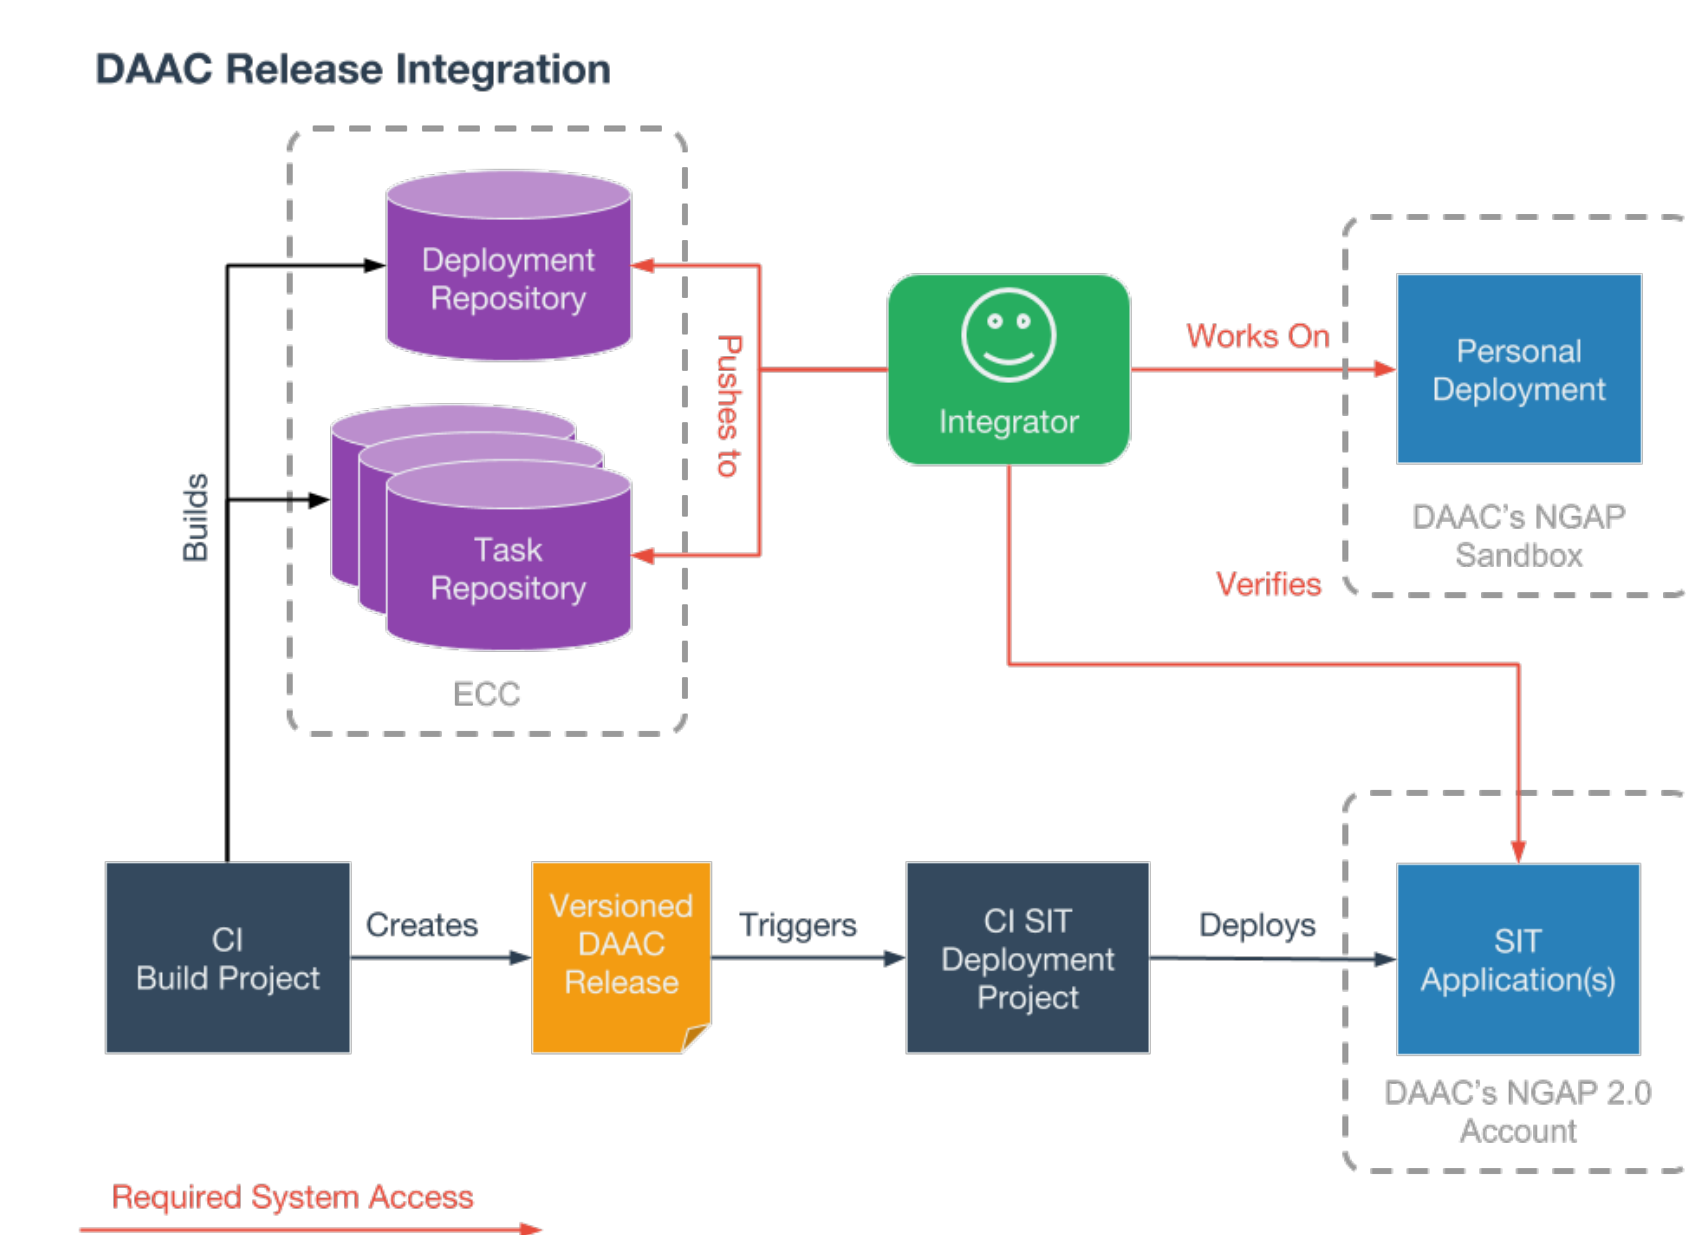 DAAC Release Integration
Deployment
Repository
Pushes to
Integrator
Works On
Personal
Deployment
DAAC's NGAP
Sandbox
Builds
Task
Repository
ECC
Verifies
CI
Build Project
Creates
Versioned
DAAC
Release
Triggers
CI SIT
Deployment
Project
Deploys
SIT
Application(s)
DAAC's NGAP 2.0
Account
Required System Access